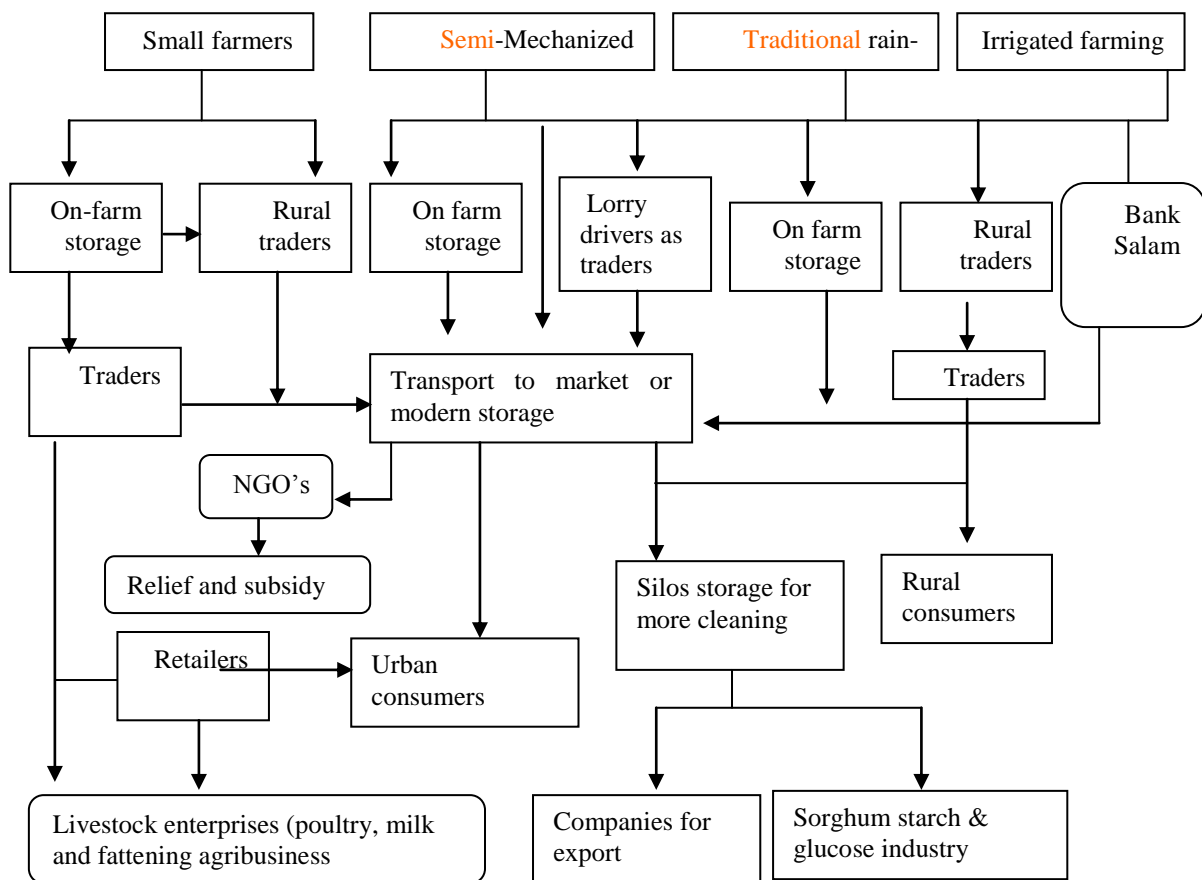 Small farmers
Semi-Mechanized
Traditional rain-
Irrigated farming
On-farm
storage
Rural
traders
On farm
storage
Lorry
drivers as
traders
On farm
storage
Rural
traders
Bank
Salam
Traders
Transport to market or
modern storage
Traders
NGO’s
Relief and subsidy
Silos storage for
more cleaning
Rural
consumers
Retailers
Urban
consumers
Livestock enterprises (poultry, milk
and fattening agribusiness
Companies for
export
Sorghum starch &
glucose industry